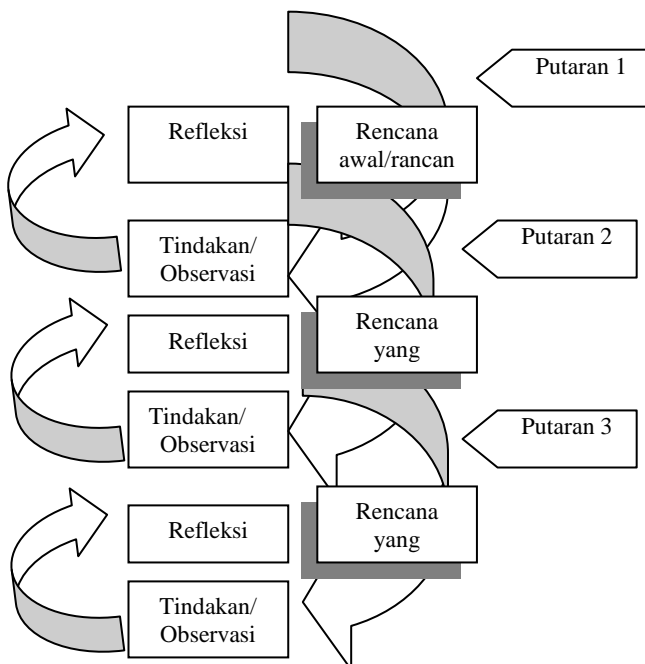 Putaran 1
Refleksi
Rencana
awal/rancan
Tindakan/
Observasi
Putaran 2
Refleksi
Rencana
yang
Tindakan/
Observasi
Putaran 3
Refleksi
Rencana
yang
Tindakan/
Observasi